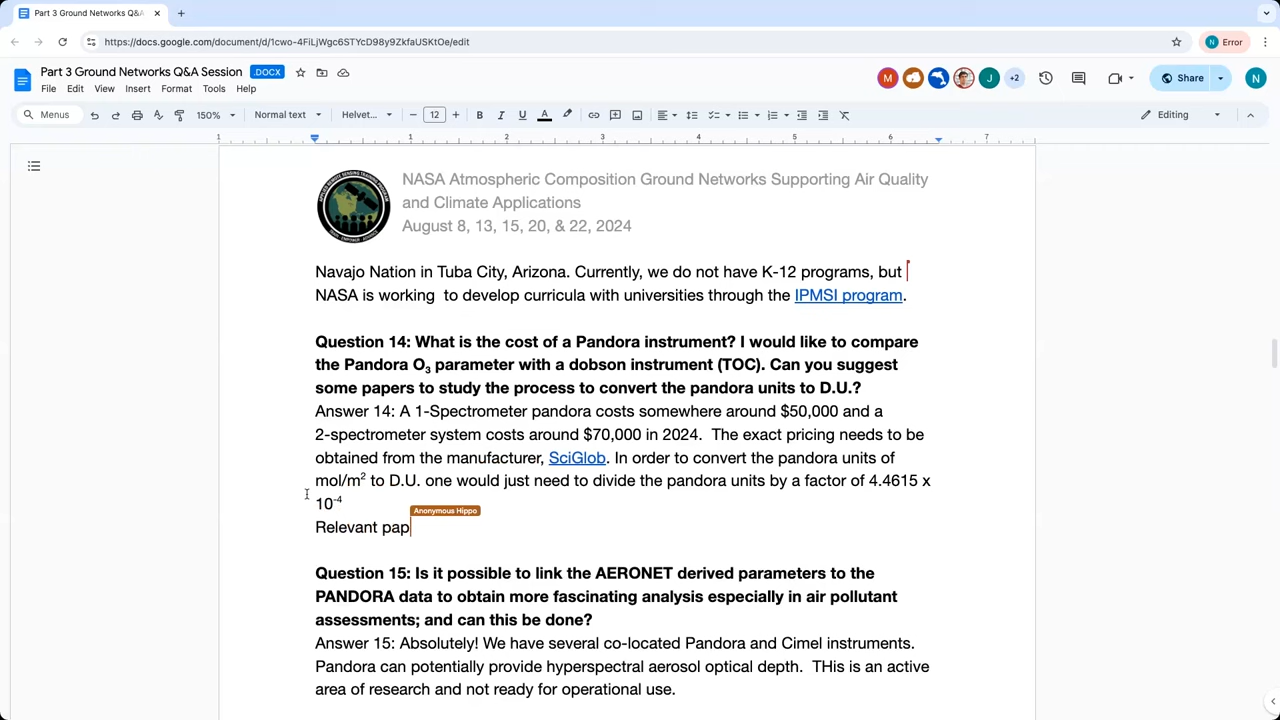 Part 3 Ground Networks Q&A
https://docs.google.com/document/d/1cwo-4FiLjWgc6STYcD98y9ZkfaUSKtOe/edit
Error
Part 3 Ground Networks Q&A Session .DOCX
M J +2 Share N
File Edit View Insert Format Tools Help
Menus 150% Normal text Helvet... 12 B I U A Editing
1 1 2 3 4 5 6 7
NASA Atmospheric Composition Ground Networks Supporting Air Quality
and Climate Applications
August 8, 13, 15, 20, & 22, 2024
Navajo Nation in Tuba City, Arizona. Currently, we do not have K-12 programs, but
NASA is working to develop curricula with universities through the IPMSI program.
Question 14: What is the cost of a Pandora instrument? I would like to compare
the Pandora O₃ parameter with a dobson instrument (TOC). Can you suggest
some papers to study the process to convert the pandora units to D.U.?
Answer 14: A 1-Spectrometer pandora costs somewhere around $50,000 and a
2-spectrometer system costs around $70,000 in 2024. The exact pricing needs to be
obtained from the manufacturer, SciGlob. In order to convert the pandora units of
mol/m² to D.U. one would just need to divide the pandora units by a factor of 4.4615 x
10⁻⁴
Anonymous Hippo
Relevant pap
Question 15: Is it possible to link the AERONET derived parameters to the
PANDORA data to obtain more fascinating analysis especially in air pollutant
assessments; and can this be done?
Answer 15: Absolutely! We have several co-located Pandora and Cimel instruments.
Pandora can potentially provide hyperspectral aerosol optical depth. THis is an active
area of research and not ready for operational use.